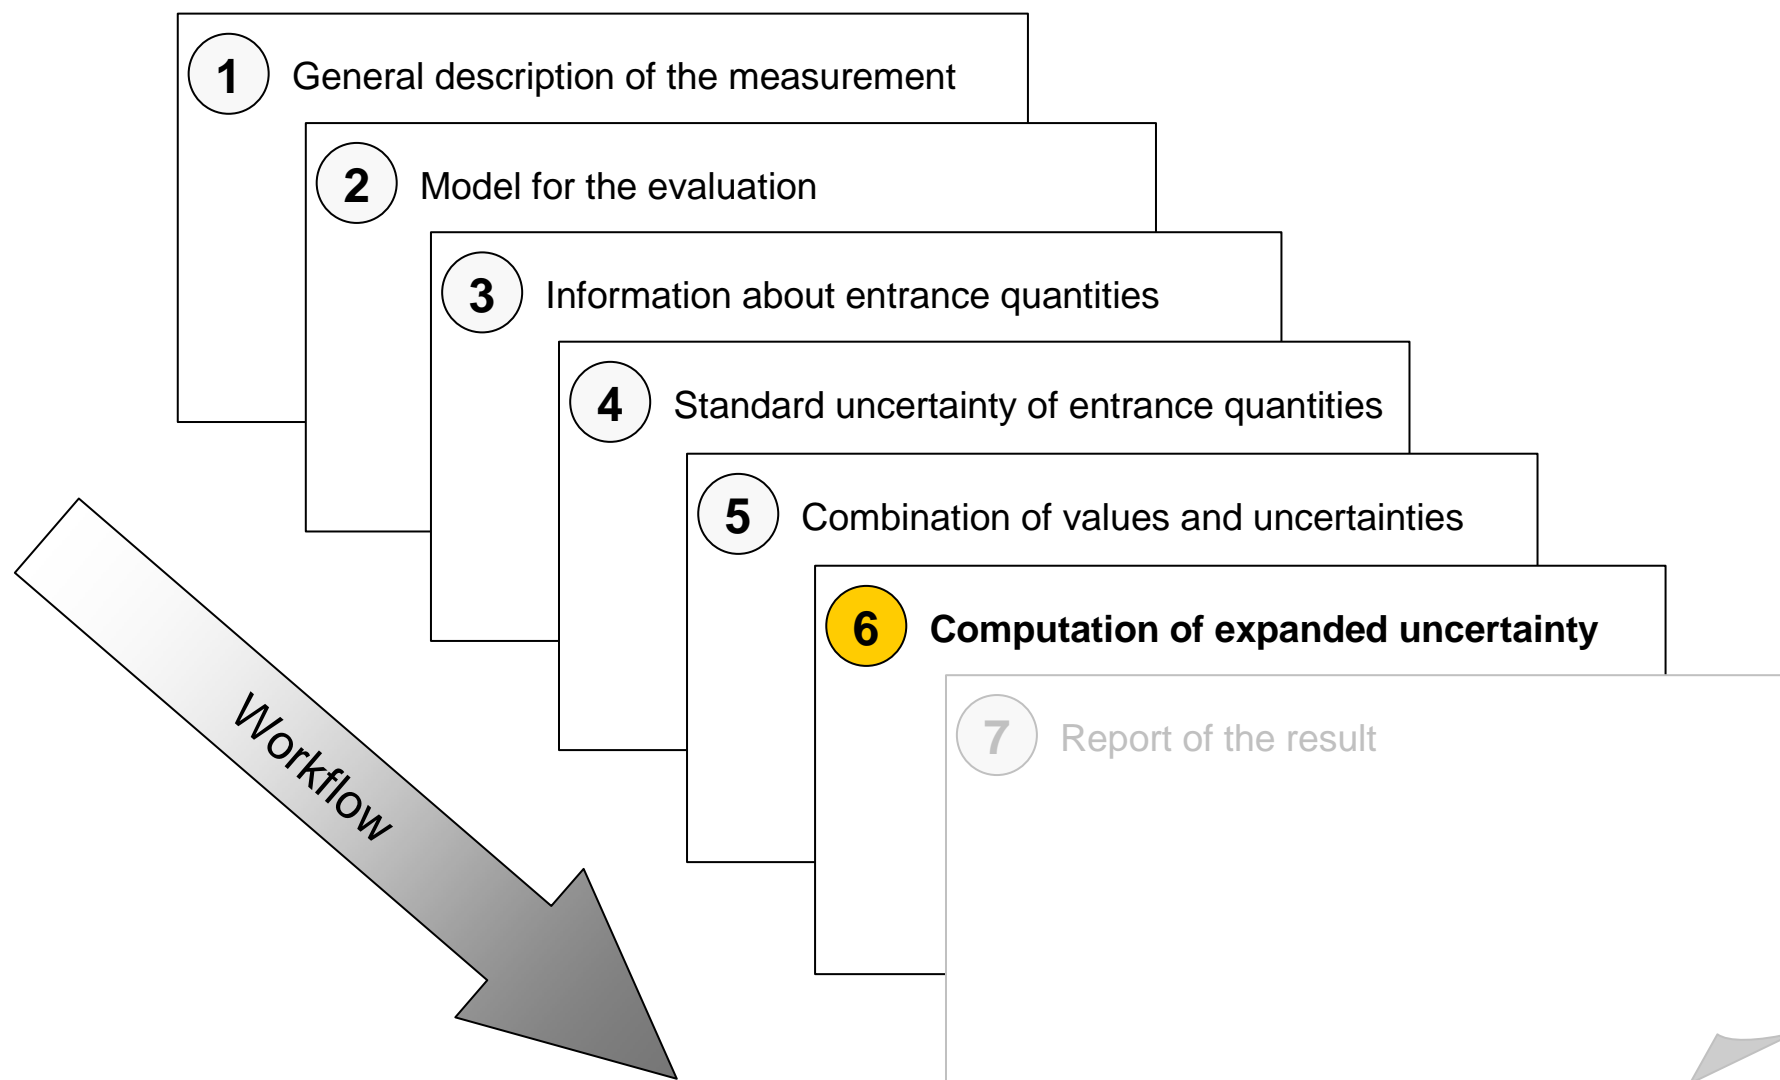 1 General description of the measurement
2 Model for the evaluation
3 Information about entrance quantities
4 Standard uncertainty of entrance quantities
5 Combination of values and uncertainties
6 Computation of expanded uncertainty
7 Report of the result
Workflow